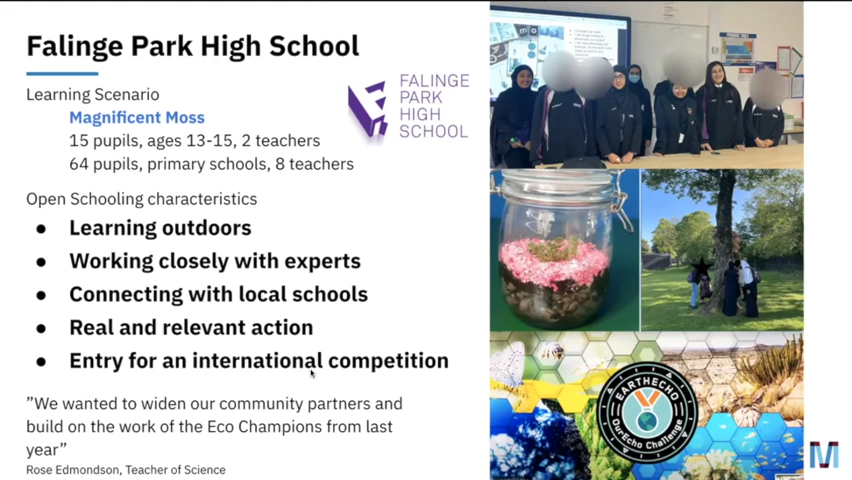 Falinge Park High School
Learning Scenario
Magnificent Moss
15 pupils, ages 13-15, 2 teachers
64 pupils, primary schools, 8 teachers
FALINGE
PARK
HIGH
SCHOOL
Open Schooling characteristics
● Learning outdoors
● Working closely with experts
● Connecting with local schools
● Real and relevant action
● Entry for an international competition
”We wanted to widen our community partners and
build on the work of the Eco Champions from last
year”
Rose Edmondson, Teacher of Science
EARTHECHO
OurEcho Challenge
M